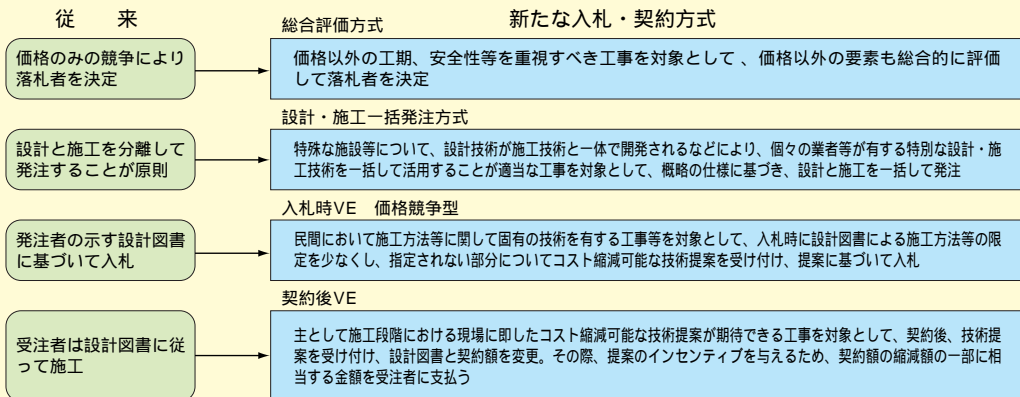 従　来
新たな入札・契約方式
総合評価方式
価格のみの競争により
落札者を決定
価格以外の工期、安全性等を重視すべき工事を対象として 、価格以外の要素も総合的に評価
して落札者を決定
設計・施工一括発注方式
設計と施工を分離して
発注することが原則
特殊な施設等について、設計技術が施工技術と一体で開発されるなどにより、個々の業者等が有する特別な設計・施
工技術を一括して活用することが適当な工事を対象として、概略の仕様に基づき、設計と施工を一括して発注
入札時VE　価格競争型
発注者の示す設計図書
に基づいて入札
民間において施工方法等に関して固有の技術を有する工事等を対象として、入札時に設計図書による施工方法等の限
定を少なくし、指定されない部分についてコスト縮減可能な技術提案を受け付け、提案に基づいて入札
契約後VE
受注者は設計図書に従
って施工
主として施工段階における現場に即したコスト縮減可能な技術提案が期待できる工事を対象として、契約後、技術提
案を受け付け、設計図書と契約額を変更。その際、提案のインセンティブを与えるため、契約額の縮減額の一部に相
当する金額を受注者に支払う